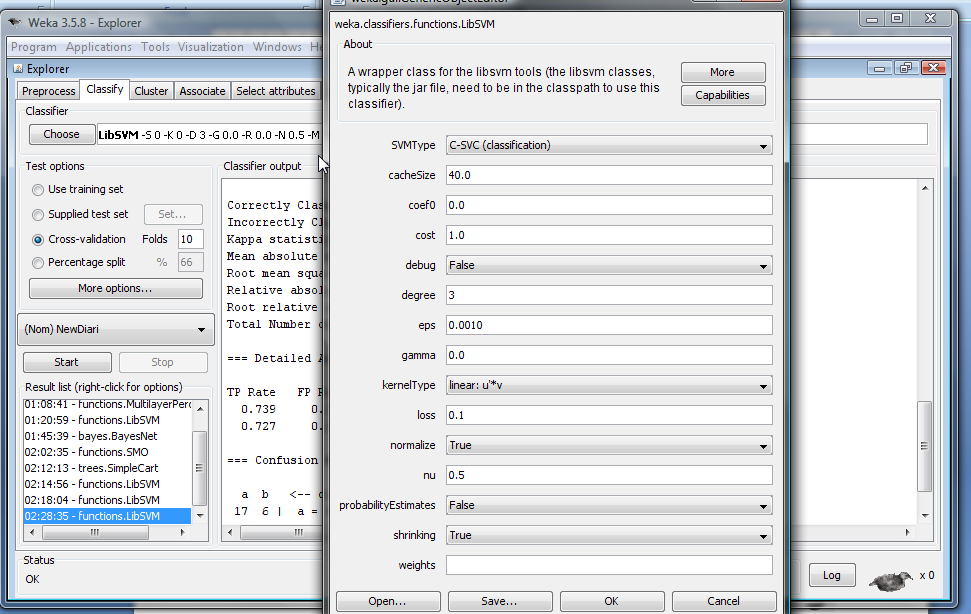 Weka 3.5.8 - Explorer
Program Applications Tools Visualization Windows
Explorer
Preprocess Classify Cluster Associate Select attributes
Classifier
Choose LibSVM -S 0 -K 0 -D 3 -G 0.0 -R 0.0 -N 0.5 -M
Test options
Use training set
Supplied test set Set...
Cross-validation Folds 10
Percentage split % 66
More options...
(Nom) NewDiari
Start Stop
Result list (right-click for options)
01:08:41 - functions.MultilayerPerc
01:20:59 - functions.LibSVM
01:45:39 - bayes.BayesNet
02:02:35 - functions.SMO
02:12:13 - trees.SimpleCart
02:14:56 - functions.LibSVM
02:18:04 - functions.LibSVM
02:28:35 - functions.LibSVM
Classifier output
Correctly Clas
Incorrectly Cl
Kappa statisti
Mean absolute
Root mean squa
Relative absol
Root relative
Total Number o
=== Detailed A
TP Rate FP R
0.739 0.
0.727 0.
=== Confusion
a b <-- c
17 6 | a =
Status
OK
Log x 0
weka.gui.GenericObjectEditor
weka.classifiers.functions.LibSVM
About
A wrapper class for the libsvm tools (the libsvm classes,
typically the jar file, need to be in the classpath to use this
classifier).
More
Capabilities
SVMType C-SVC (classification)
cacheSize 40.0
coef0 0.0
cost 1.0
debug False
degree 3
eps 0.0010
gamma 0.0
kernelType linear: u'*v
loss 0.1
normalize True
nu 0.5
probabilityEstimates False
shrinking True
weights
Open... Save... OK Cancel